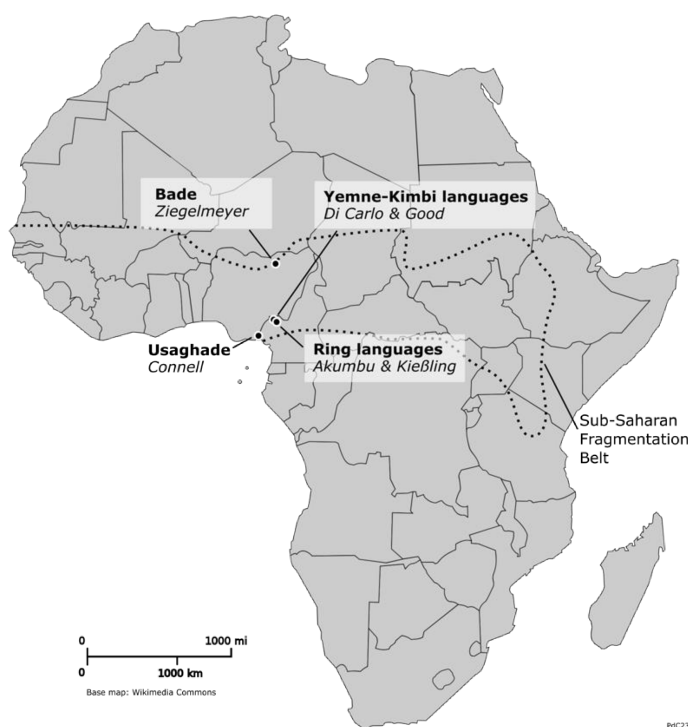 Bade
Ziegelmeyer
Yemne-Kimbi languages
Di Carlo & Good
Usaghade
Connell
Ring languages
Akumbu & Kießling
Sub-Saharan
Fragmentation
Belt
0 1000 mi
0 1000 km
Base map: Wikimedia Commons
PdC23